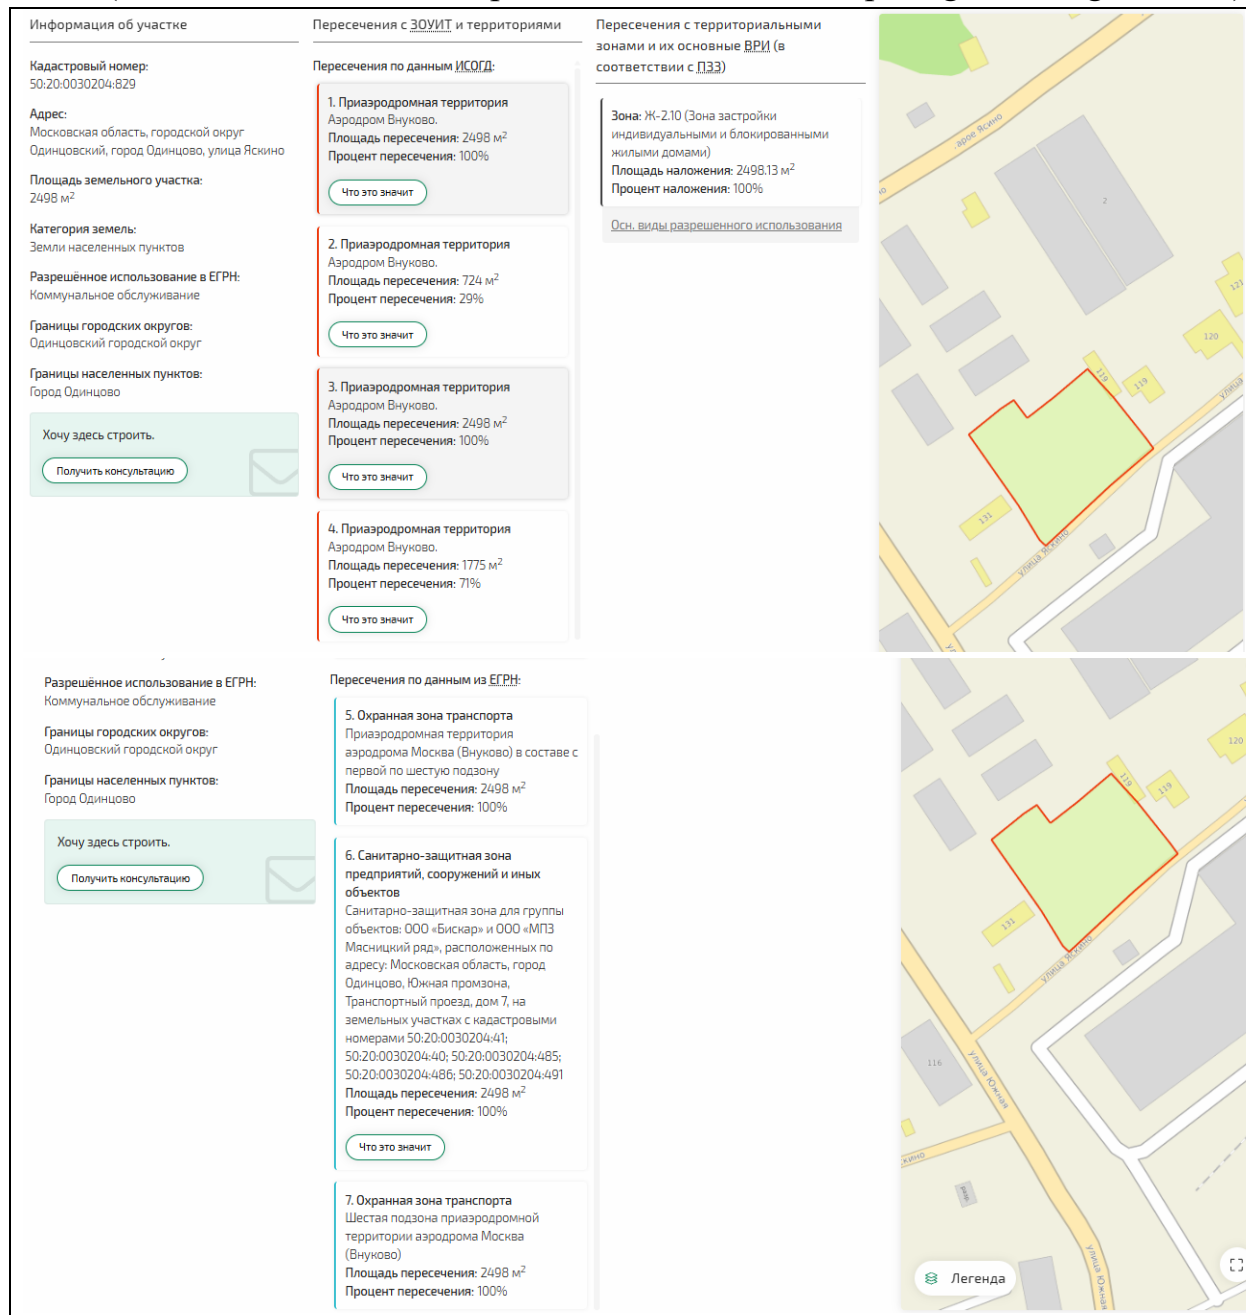 Информация об участке
Кадастровый номер:
50:20:0030204:829
Адрес:
Московская область, городской округ
Одинцовский, город Одинцово, улица Яскино
Площадь земельного участка:
2498 м²
Категория земель:
Земли населенных пунктов
Разрешённое использование в ЕГРН:
Коммунальное обслуживание
Границы городских округов:
Одинцовский городской округ
Границы населенных пунктов:
Город Одинцово
Хочу здесь строить.
Получить консультацию
Пересечения с ЗОУИТ и территориями
Пересечения по данным ИСОГД:
1. Приаэродромная территория
Аэродром Внуково.
Площадь пересечения: 2498 м²
Процент пересечения: 100%
Что это значит
2. Приаэродромная территория
Аэродром Внуково.
Площадь пересечения: 724 м²
Процент пересечения: 29%
Что это значит
3. Приаэродромная территория
Аэродром Внуково.
Площадь пересечения: 2498 м²
Процент пересечения: 100%
Что это значит
4. Приаэродромная территория
Аэродром Внуково.
Площадь пересечения: 1775 м²
Процент пересечения: 71%
Что это значит
Пересечения с территориальными
зонами и их основные ВРИ (в
соответствии с ПЗЗ)
Зона: Ж-2.10 (Зона застройки
индивидуальными и блокированными
жилыми домами)
Площадь наложения: 2498.13 м²
Процент наложения: 100%
Осн. виды разрешенного использования
арое Ясино
2
121
120
119
119
131
улица
улица Яскино
Разрешённое использование в ЕГРН:
Коммунальное обслуживание
Границы городских округов:
Одинцовский городской округ
Границы населенных пунктов:
Город Одинцово
Хочу здесь строить.
Получить консультацию
Пересечения по данным из ЕГРН:
5. Охранная зона транспорта
Приаэродромная территория
аэродрома Москва (Внуково) в составе с
первой по шестую подзону
Площадь пересечения: 2498 м²
Процент пересечения: 100%
6. Санитарно-защитная зона
предприятий, сооружений и иных
объектов
Санитарно-защитная зона для группы
объектов: ООО «Бискар» и ООО «МПЗ
Мясницкий ряд», расположенных по
адресу: Московская область, город
Одинцово, Южная промзона,
Транспортный проезд, дом 7, на
земельных участках с кадастровыми
номерами 50:20:0030204:41;
50:20:0030204:40; 50:20:0030204:485;
50:20:0030204:486; 50:20:0030204:491
Площадь пересечения: 2498 м²
Процент пересечения: 100%
Что это значит
7. Охранная зона транспорта
Шестая подзона приаэродромной
территории аэродрома Москва
(Внуково)
Площадь пересечения: 2498 м²
Процент пересечения: 100%
120
119
119
131
улица Яскино
116
улица Южная
скино
разр.
улица Южная
Легенда